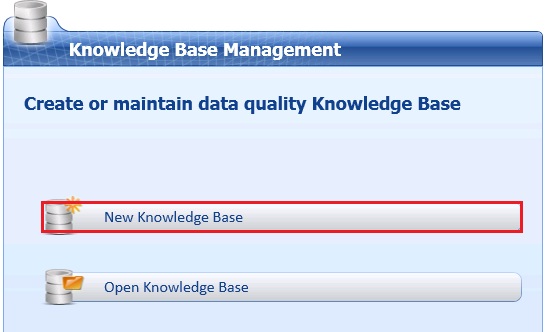 Knowledge Base Management
Create or maintain data quality Knowledge Base
New Knowledge Base
Open Knowledge Base